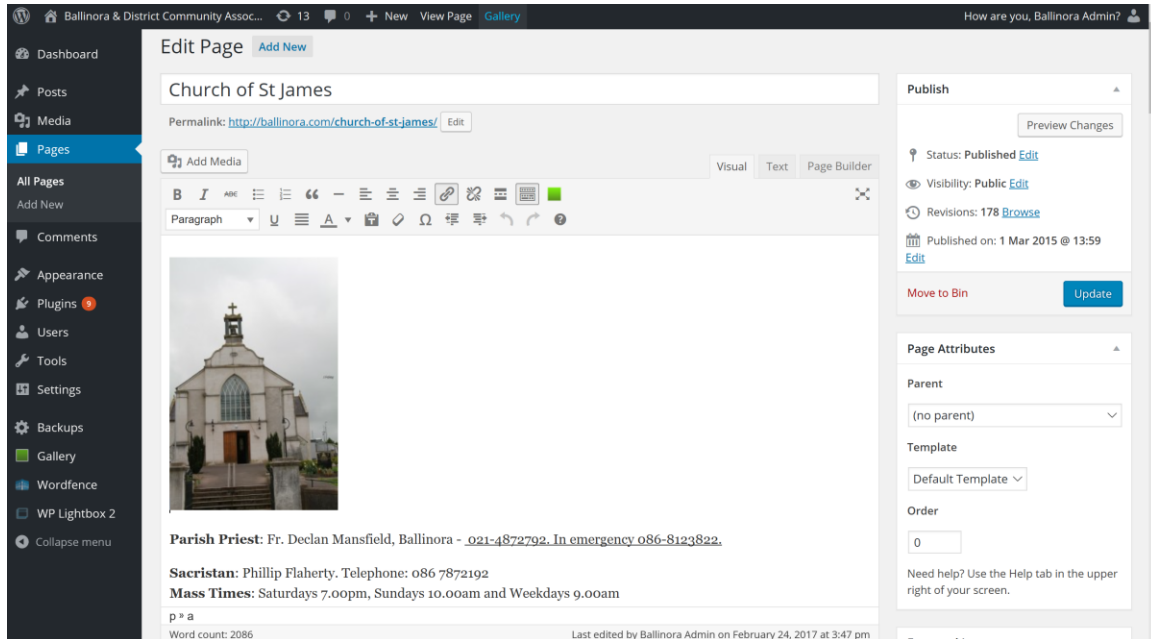 Ballinora & District Community Assoc... 13 0 + New View Page Gallery How are you, Ballinora Admin?
Dashboard
Posts
Media
Pages
All Pages
Add New
Comments
Appearance
Plugins 9
Users
Tools
Settings
Backups
Gallery
Wordfence
WP Lightbox 2
Collapse menu
Edit Page Add New
Church of St James
Permalink: http://ballinora.com/church-of-st-james/ Edit
Add Media
Visual Text Page Builder
B I ABC
Paragraph U A Ω
Parish Priest: Fr. Declan Mansfield, Ballinora - 021-4872792. In emergency 086-8123822.
Sacristan: Phillip Flaherty. Telephone: 086 7872192
Mass Times: Saturdays 7.00pm, Sundays 10.00am and Weekdays 9.00am
p » a
Word count: 2086 Last edited by Ballinora Admin on February 24, 2017 at 3:47 pm
Publish
Preview Changes
Status: Published Edit
Visibility: Public Edit
Revisions: 178 Browse
Published on: 1 Mar 2015 @ 13:59
Edit
Move to Bin Update
Page Attributes
Parent
(no parent)
Template
Default Template
Order
0
Need help? Use the Help tab in the upper
right of your screen.